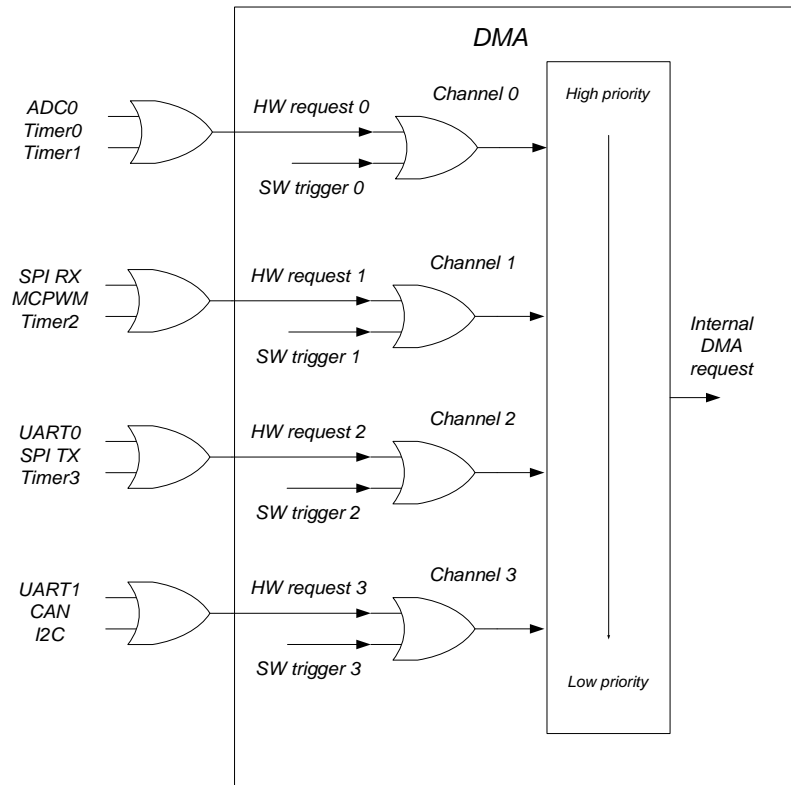 DMA
High priority
Low priority
Internal
DMA
request
ADC0
Timer0
Timer1
HW request 0
SW trigger 0
Channel 0
SPI RX
MCPWM
Timer2
HW request 1
SW trigger 1
Channel 1
UART0
SPI TX
Timer3
HW request 2
SW trigger 2
Channel 2
UART1
CAN
I2C
HW request 3
SW trigger 3
Channel 3